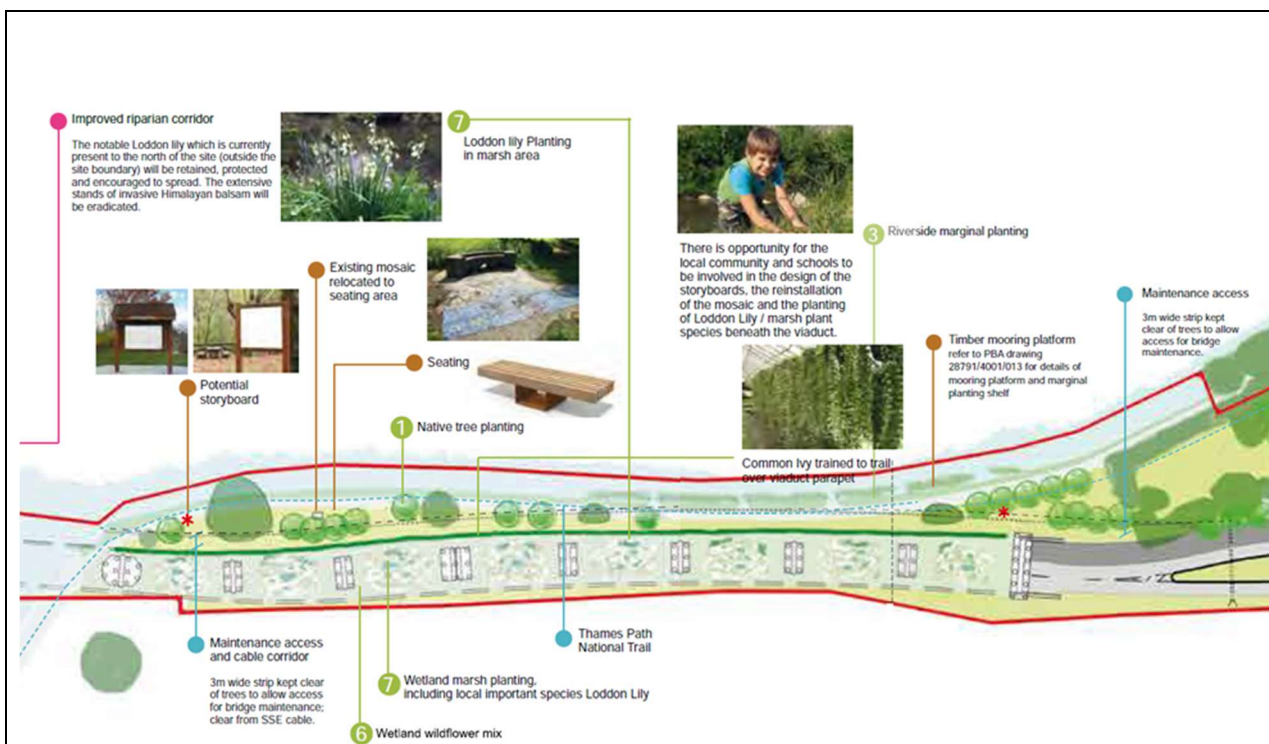 Improved riparian corridor
The notable Loddon lily which is currently
present to the north of the site (outside the
site boundary) will be retained, protected
and encouraged to spread. The extensive
stands of invasive Himalayan balsam will
be eradicated.
7
Loddon lily Planting
in marsh area
There is opportunity for the
local community and schools to
be involved in the design of the
storyboards, the reinstallation
of the mosaic and the planting
of Loddon Lily / marsh plant
species beneath the viaduct.
3 Riverside marginal planting
Existing mosaic
relocated to
seating area
Maintenance access
3m wide strip kept
clear of trees to allow
access for bridge
maintenance.
Timber mooring platform
refer to PBA drawing
28791/4001/013 for details of
mooring platform and marginal
planting shelf
Seating
Potential
storyboard
1 Native tree planting
Common Ivy trained to trail
over viaduct parapet
Maintenance access
and cable corridor
3m wide strip kept clear
of trees to allow access
for bridge maintenance;
clear from SSE cable.
Thames Path
National Trail
7 Wetland marsh planting,
including local important species Loddon Lily
6 Wetland wildflower mix